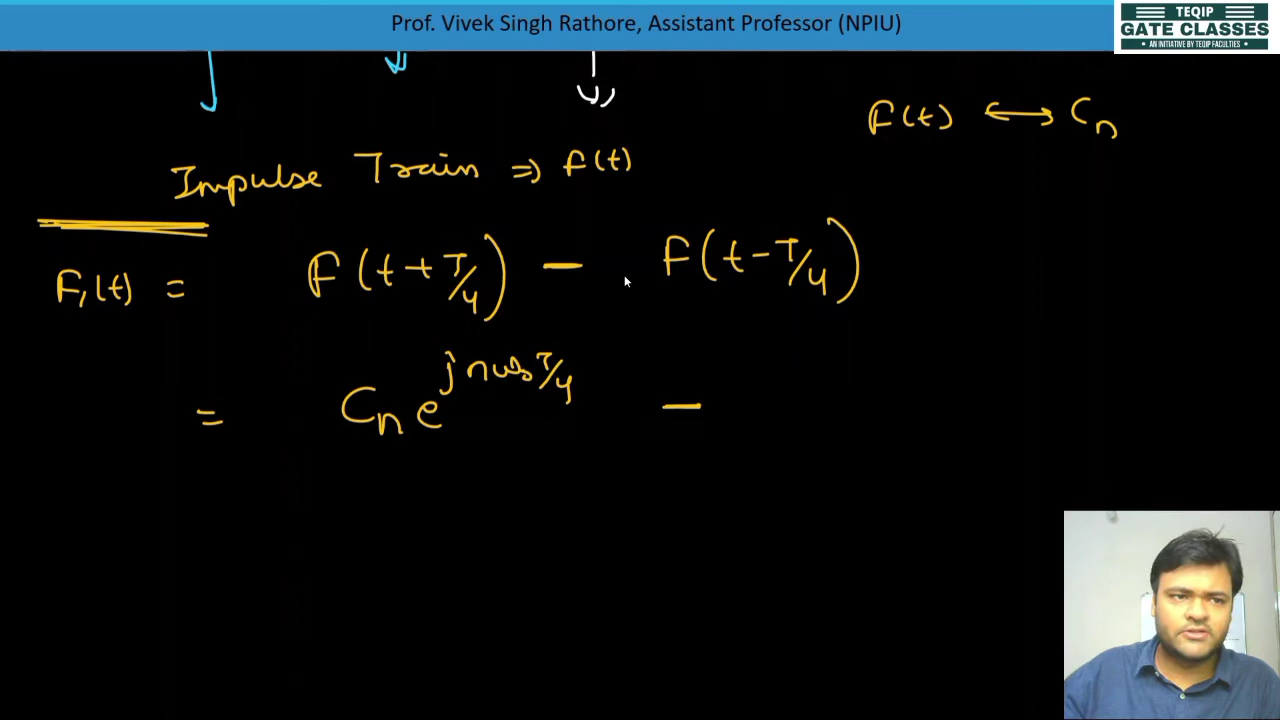 Prof. Vivek Singh Rathore, Assistant Professor (NPIU)
TEQIP
GATE CLASSES
• AN INITIATIVE BY TEQIP FACULTIES •
F(t) ⟷ Cn
Impulse Train ⇒ F(t)
F1(t) = F(t + T/4) − F(t − T/4)
= Cn e^(jnω0T/4) −